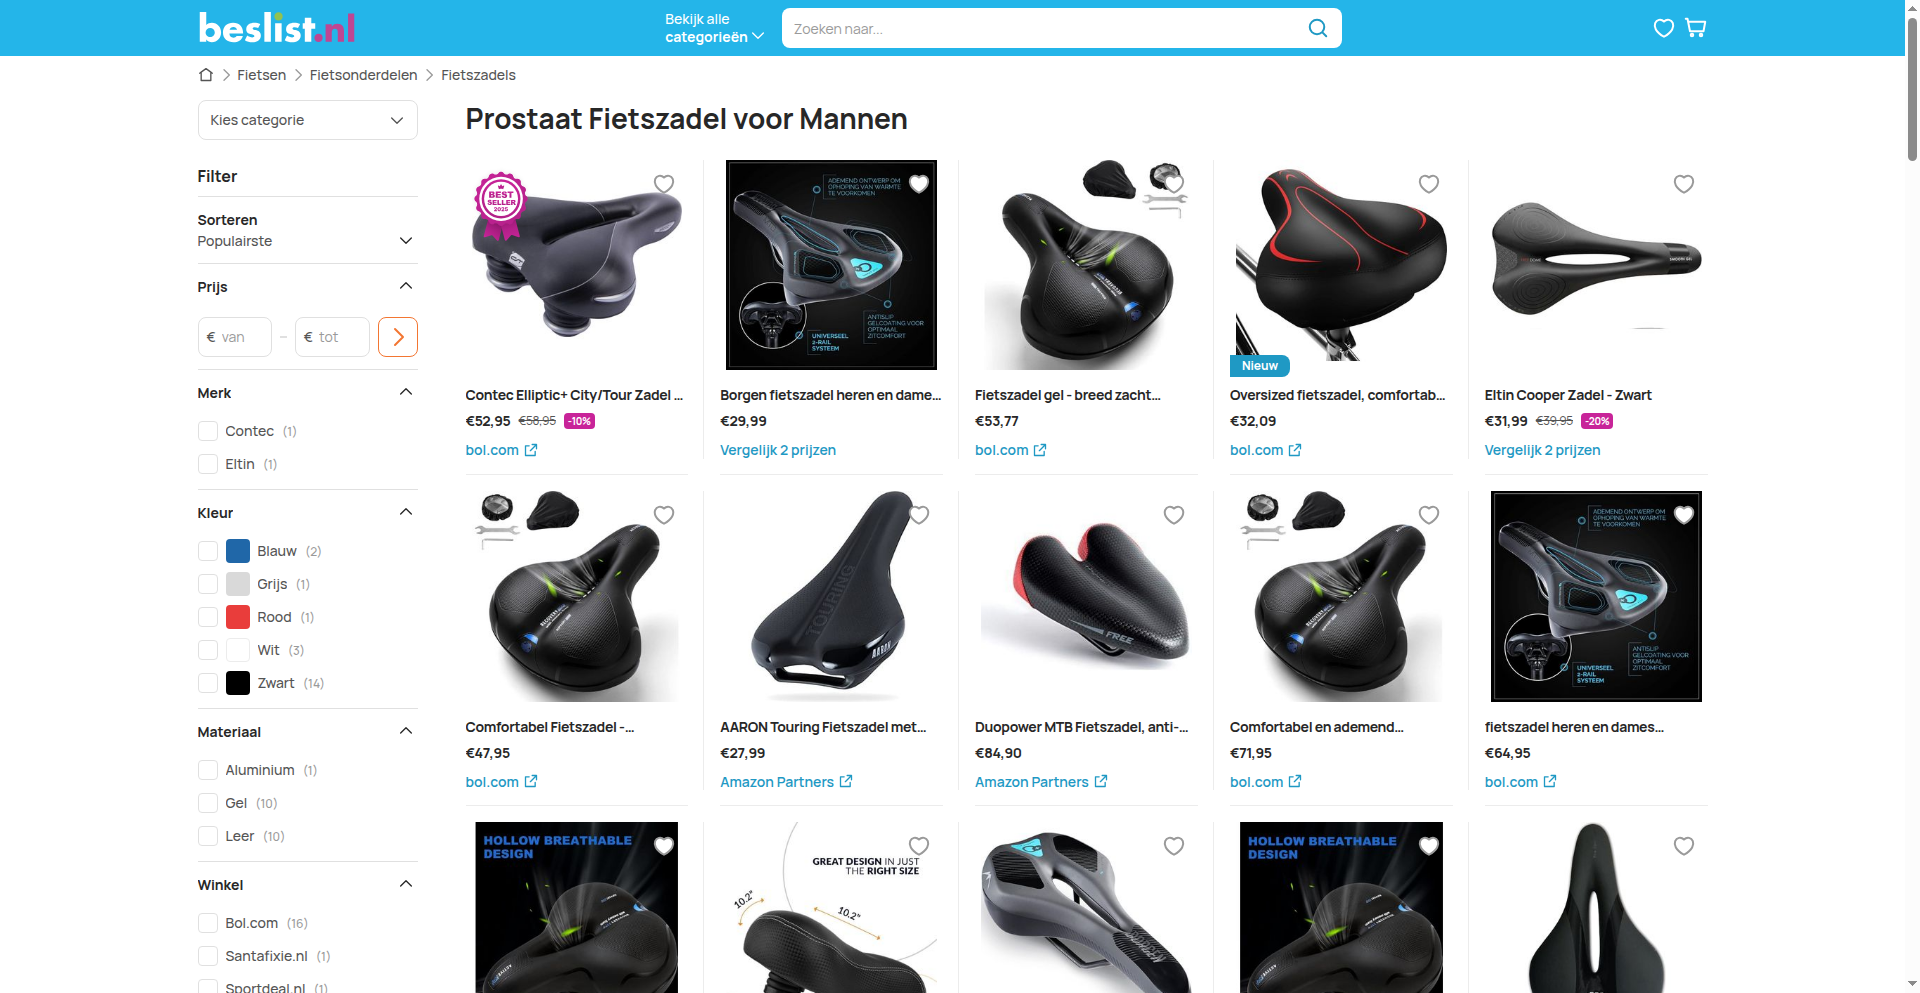 beslist.nl
Bekijk alle
categorieën
Zoeken naar...
Fietsen
Fietsonderdelen
Fietszadels
Kies categorie
Prostaat Fietszadel voor Mannen
Filter
Sorteren
Populairste
Prijs
€ van
–
€ tot
Merk
Contec (1)
Eltin (1)
Kleur
Blauw (2)
Grijs (1)
Rood (1)
Wit (3)
Zwart (14)
Materiaal
Aluminium (1)
Gel (10)
Leer (10)
Winkel
Bol.com (16)
Santafixie.nl (1)
Sportdeal.nl (1)
BEST
SELLER
2025
Contec Elliptic+ City/Tour Zadel ...
€52,95 €58,95 -10%
bol.com
ADEMEND ONTWERP OM
OPHOPING VAN WARMTE
TE VOORKOMEN
ANTISLIP
GELCOATING VOOR
OPTIMAAL
ZITCOMFORT
UNIVERSEEL
2-RAIL
SYSTEEM
Borgen fietszadel heren en dame...
€29,99
Vergelijk 2 prijzen
Fietszadel gel - breed zacht...
€53,77
bol.com
Nieuw
Oversized fietszadel, comfortab...
€32,09
bol.com
Eltin Cooper Zadel - Zwart
€31,99 €39,95 -20%
Vergelijk 2 prijzen
Comfortabel Fietszadel -...
€47,95
bol.com
TOURING
AARON
AARON Touring Fietszadel met...
€27,99
Amazon Partners
FREE
Duopower MTB Fietszadel, anti-...
€84,90
Amazon Partners
Comfortabel en ademend...
€71,95
bol.com
ADEMEND ONTWERP OM
OPHOPING VAN WARMTE
TE VOORKOMEN
ANTISLIP
GELCOATING VOOR
OPTIMAAL
ZITCOMFORT
UNIVERSEEL
2-RAIL
SYSTEEM
fietszadel heren en dames...
€64,95
bol.com
HOLLOW BREATHABLE
DESIGN
GREAT DESIGN IN JUST
THE RIGHT SIZE
10.2"
10.2"
HOLLOW BREATHABLE
DESIGN